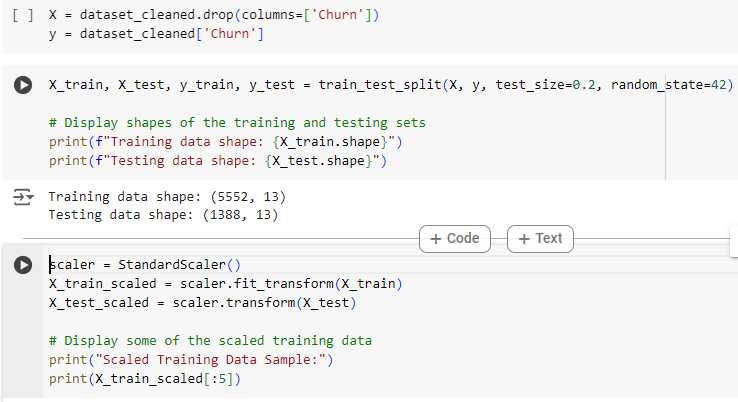 [ ] X = dataset_cleaned.drop(columns=['Churn'])
y = dataset_cleaned['Churn']
X_train, X_test, y_train, y_test = train_test_split(X, y, test_size=0.2, random_state=42)
# Display shapes of the training and testing sets
print(f"Training data shape: {X_train.shape}")
print(f"Testing data shape: {X_test.shape}")
Training data shape: (5552, 13)
Testing data shape: (1388, 13)
+ Code + Text
scaler = StandardScaler()
X_train_scaled = scaler.fit_transform(X_train)
X_test_scaled = scaler.transform(X_test)
# Display some of the scaled training data
print("Scaled Training Data Sample:")
print(X_train_scaled[:5])